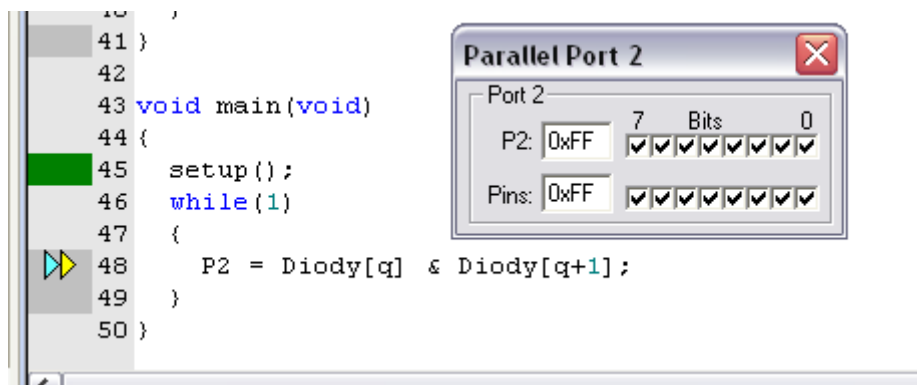 41 }
42
43 void main(void)
44 {
45 setup();
46 while(1)
47 {
48 P2 = Diody[q] & Diody[q+1];
49 }
50 }
Parallel Port 2
Port 2
7 Bits 0
P2: 0xFF
Pins: 0xFF